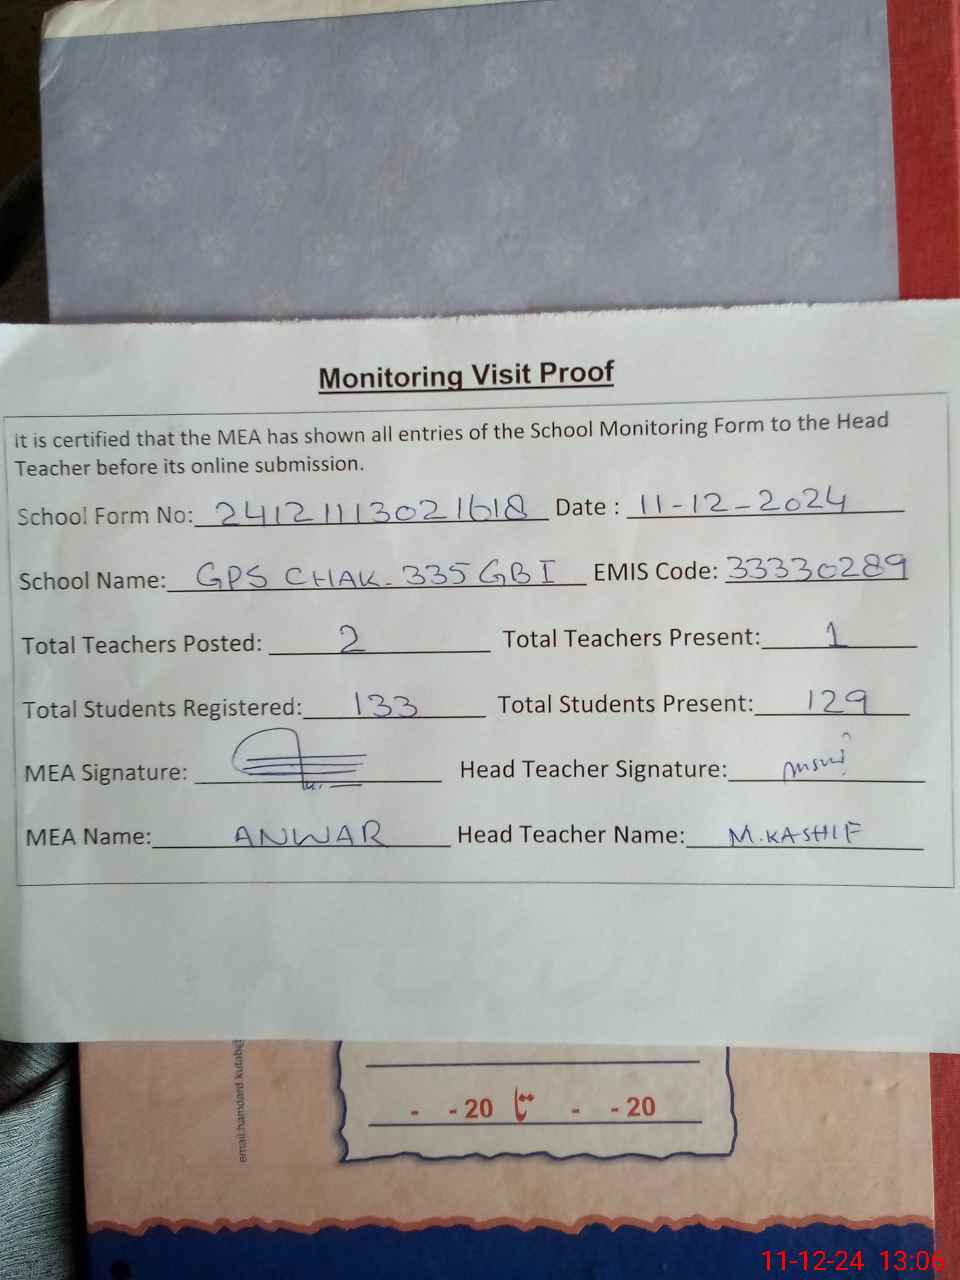 Monitoring Visit Proof
It is certified that the MEA has shown all entries of the School Monitoring Form to the Head
Teacher before its online submission.
School Form No: 24121113021618 Date : 11-12-2024
School Name: GPS CHAK-335 GB I EMIS Code: 33330289
Total Teachers Posted: 2 Total Teachers Present: 1
Total Students Registered: 133 Total Students Present: 129
MEA Signature: Head Teacher Signature:
MEA Name: ANWAR Head Teacher Name: M.KASHIF
email:hamdard.kutab@
- - 20 تا - - 20
11-12-24 13:06